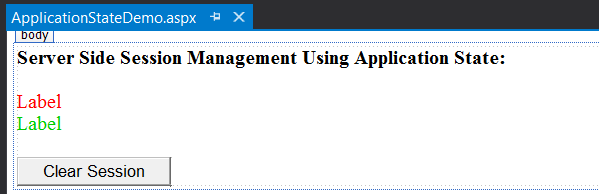 ApplicationStateDemo.aspx
body
Server Side Session Management Using Application State:
Label
Label
Clear Session